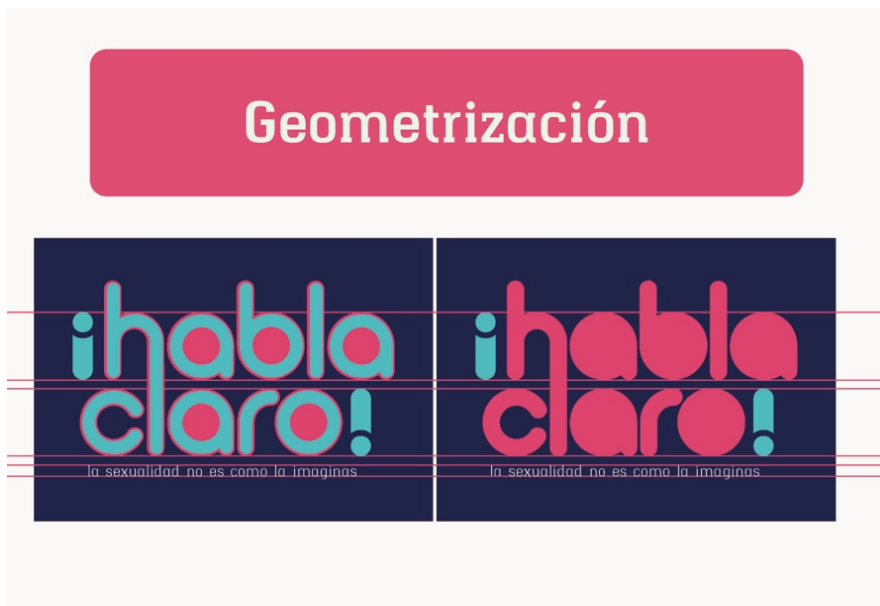 Geometrización
¡habla
claro!
la sexualidad no es como la imaginas
¡habla
claro!
la sexualidad no es como la imaginas